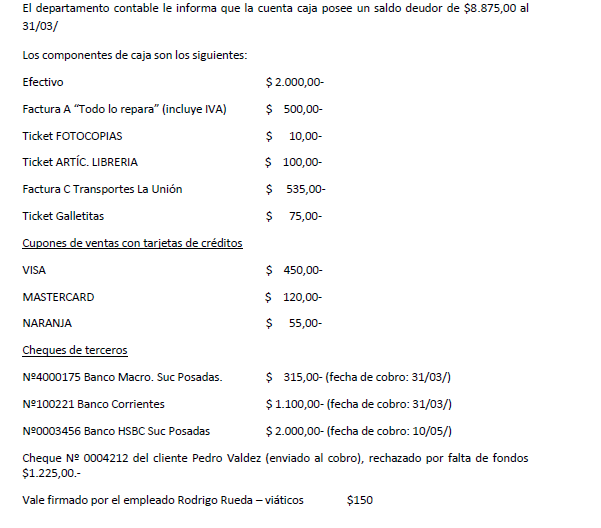 El departamento contable le informa que la cuenta caja posee un saldo deudor de $8.875,00 al
31/03/
Los componentes de caja son los siguientes:
Efectivo $ 2.000,00-
Factura A “Todo lo repara” (incluye IVA) $ 500,00-
Ticket FOTOCOPIAS $ 10,00-
Ticket ARTÍC. LIBRERIA $ 100,00-
Factura C Transportes La Unión $ 535,00-
Ticket Galletitas $ 75,00-
Cupones de ventas con tarjetas de créditos
VISA $ 450,00-
MASTERCARD $ 120,00-
NARANJA $ 55,00-
Cheques de terceros
Nº4000175 Banco Macro. Suc Posadas. $ 315,00- (fecha de cobro: 31/03/)
Nº100221 Banco Corrientes $ 1.100,00- (fecha de cobro: 31/03/)
Nº0003456 Banco HSBC Suc Posadas $ 2.000,00- (fecha de cobro: 10/05/)
Cheque Nº 0004212 del cliente Pedro Valdez (enviado al cobro), rechazado por falta de fondos
$1.225,00.-
Vale firmado por el empleado Rodrigo Rueda – viáticos $150